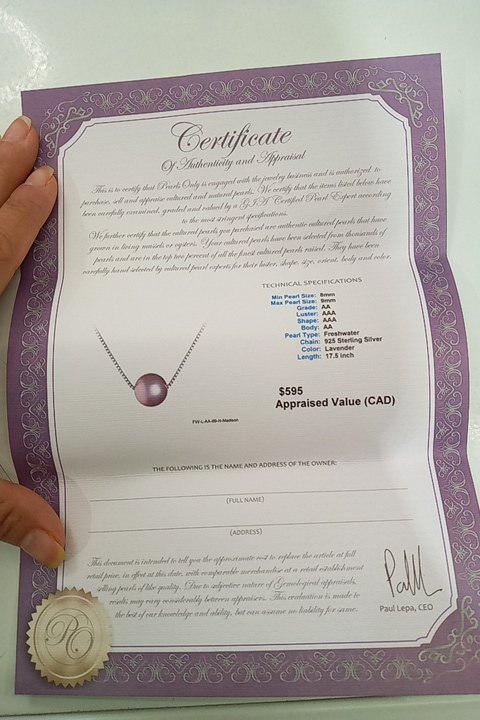 Certificate
Of Authenticity and Appraisal
This is to certify that Pearls Only is engaged with the jewelry business and is authorized to
purchase, sell and appraise cultured and natural pearls. We certify that the items listed below have
been carefully examined, graded and valued by a G.I.A Certified Pearl Expert according
to the most stringent specifications.
We further certify that the cultured pearls you purchased are authentic cultured pearls that have
grown in living mussels or oysters. Your cultured pearls have been selected from thousands of
pearls and are in the top two percent of all the finest cultured pearls raised. They have been
carefully hand selected by cultured pearl experts for their luster, shape, size, orient, body and color.
TECHNICAL SPECIFICATIONS
Min Pearl Size: 8mm
Max Pearl Size: 9mm
Grade: AA
Luster: AAA
Shape: AAA
Body: AA
Pearl Type: Freshwater
Chain: 925 Sterling Silver
Color: Lavender
Length: 17.5 inch
$595
Appraised Value (CAD)
FW-L-AA-89-N-Madison
THE FOLLOWING IS THE NAME AND ADDRESS OF THE OWNER:
(FULL NAME)
(ADDRESS)
This document is intended to tell you the approximate cost to replace the article at full
retail price, in effect at this date, with comparable merchandise at a retail establishment
selling pearls of like quality. Due to subjective nature of Gemological appraisals,
results may vary considerably between appraisers. This evaluation is made to
the best of our knowledge and ability, but can assume no liability for same.
Paul Lepa, CEO
PO